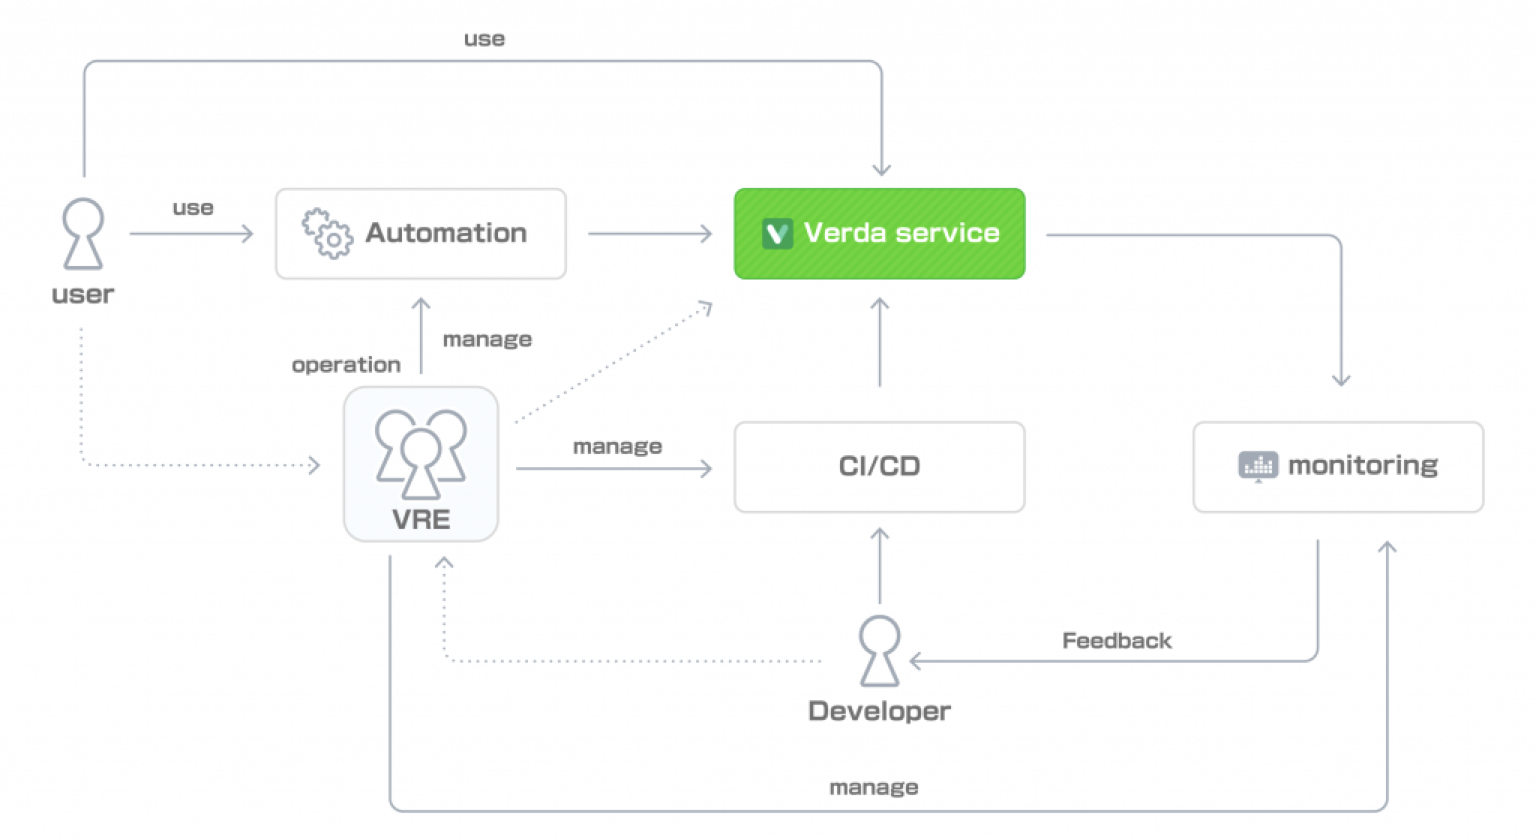 use
use
Automation
Verda service
user
manage
operation
manage
VRE
CI/CD
monitoring
Feedback
Developer
manage